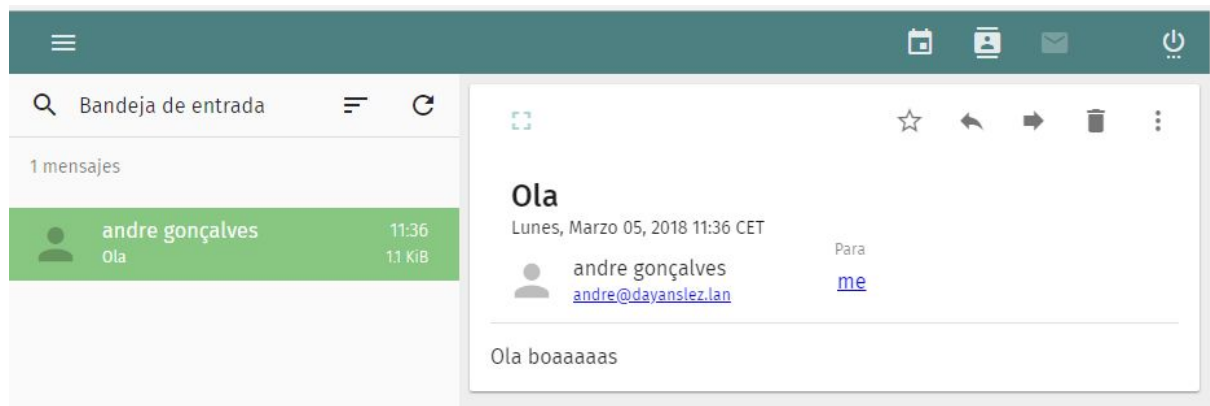 Bandeja de entrada
1 mensajes
andre gonçalves 11:36
Ola 1.1 KiB
Ola
Lunes, Marzo 05, 2018 11:36 CET
andre gonçalves
andre@dayanslez.lan
Para
me
Ola boaaaaas